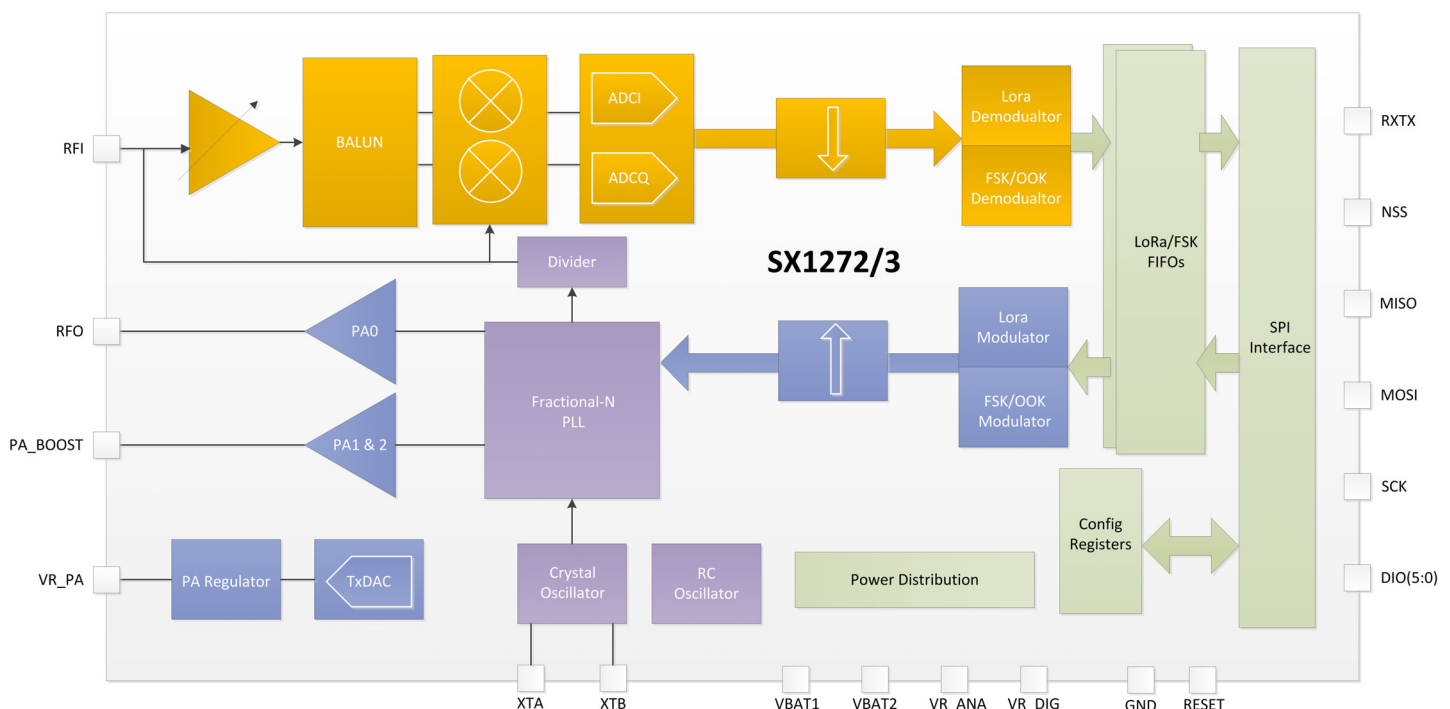 RFI
BALUN
ADCI
ADCQ
Lora
Demodualtor
FSK/OOK
Demodualtor
RXTX
NSS
LoRa/FSK
FIFOs
Divider
SX1272/3
RFO
PA0
Fractional-N
PLL
Lora
Modulator
FSK/OOK
Modulator
SPI
Interface
MISO
MOSI
PA_BOOST
PA1 & 2
SCK
VR_PA
PA Regulator
TxDAC
Crystal
Oscillator
RC
Oscillator
Power Distribution
Config
Registers
DIO(5:0)
XTA
XTB
VBAT1
VBAT2
VR_ANA
VR_DIG
GND
RESET